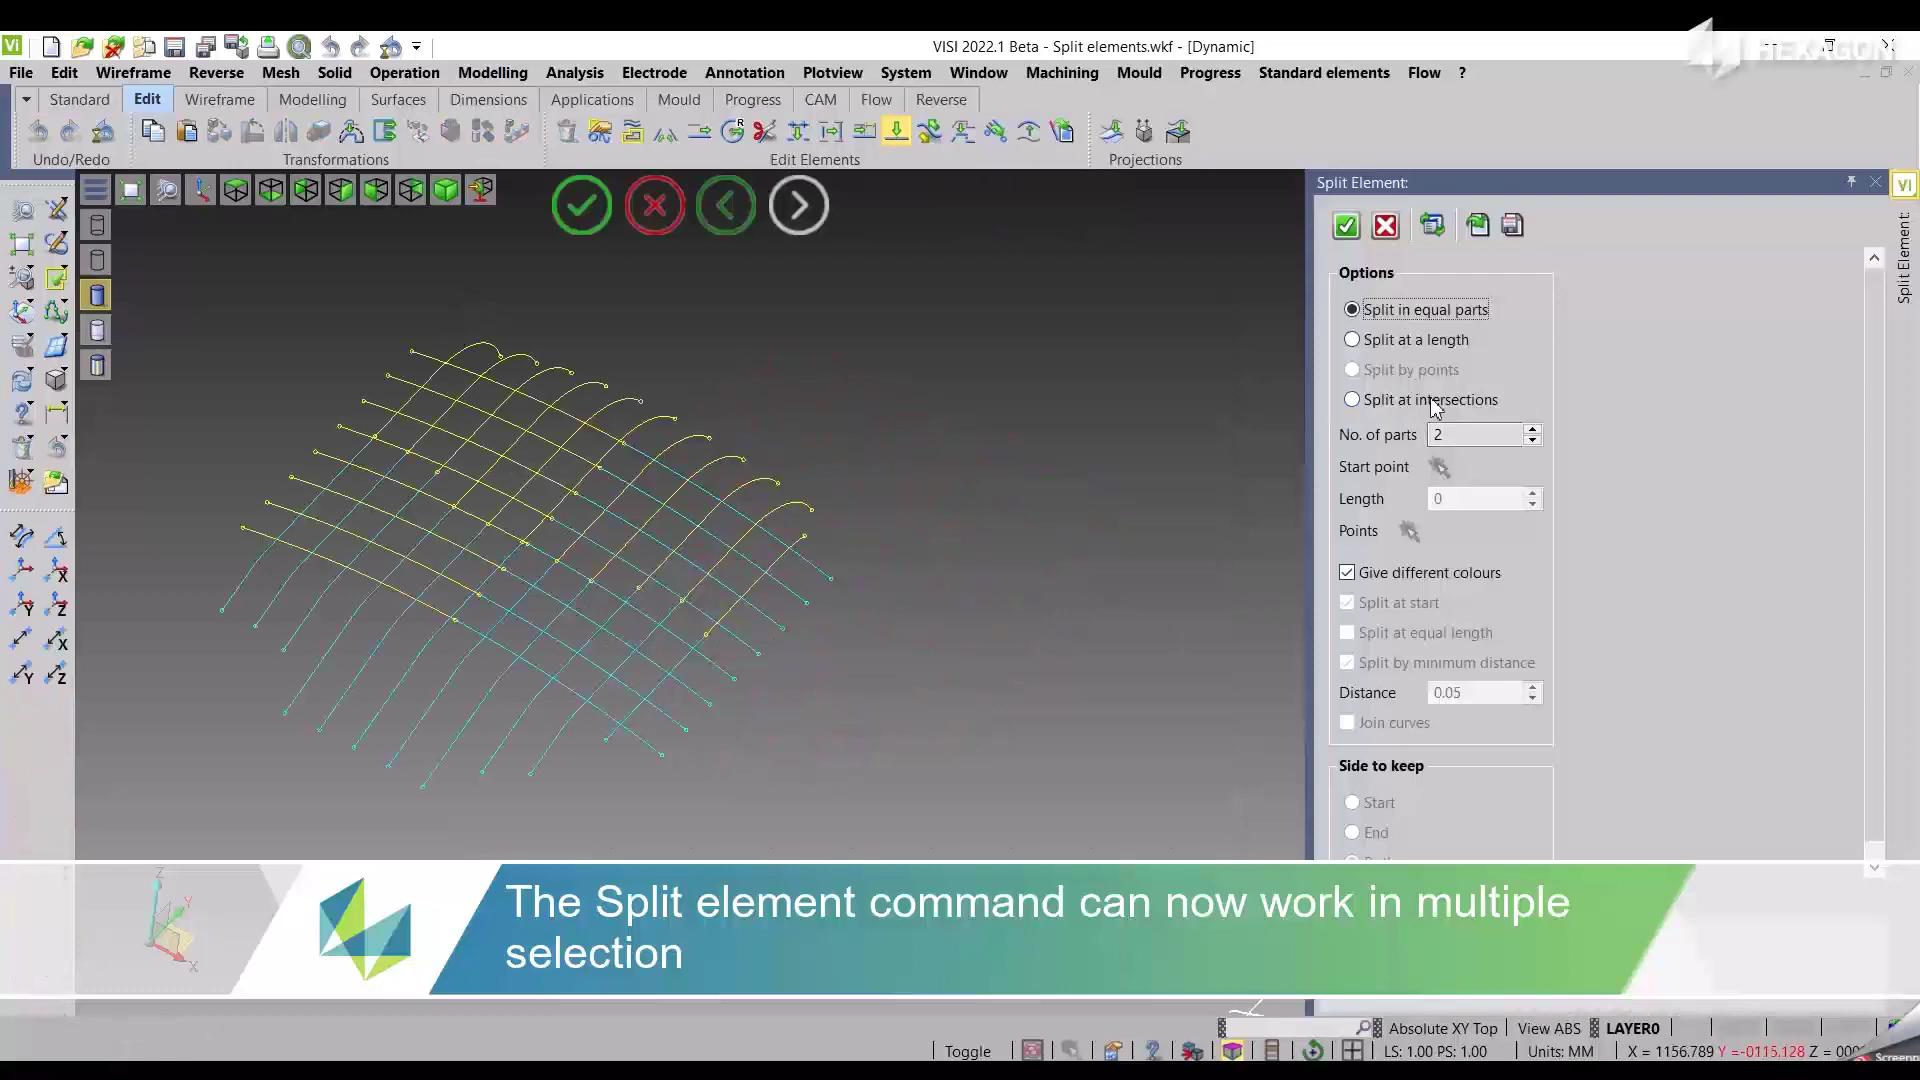 VISI 2022.1 Beta - Split elements.wkf - [Dynamic]
HEXAGON
File Edit Wireframe Reverse Mesh Solid Operation Modelling Analysis Electrode Annotation Plotview System Window Machining Mould Progress Standard elements Flow ?
Standard Edit Wireframe Modelling Surfaces Dimensions Applications Mould Progress CAM Flow Reverse
Undo/Redo Transformations Edit Elements Projections
Split Element:
Split Element:
Options
Split in equal parts
Split at a length
Split by points
Split at intersections
No. of parts 2
Start point
Length 0
Points
Give different colours
Split at start
Split at equal length
Split by minimum distance
Distance 0.05
Join curves
Side to keep
Start
End
Z
Y
X
The Split element command can now work in multiple
selection
Absolute XY Top View ABS LAYER0
Toggle LS: 1.00 PS: 1.00 Units: MM X = 1156.789 Y =-0115.128 Z =